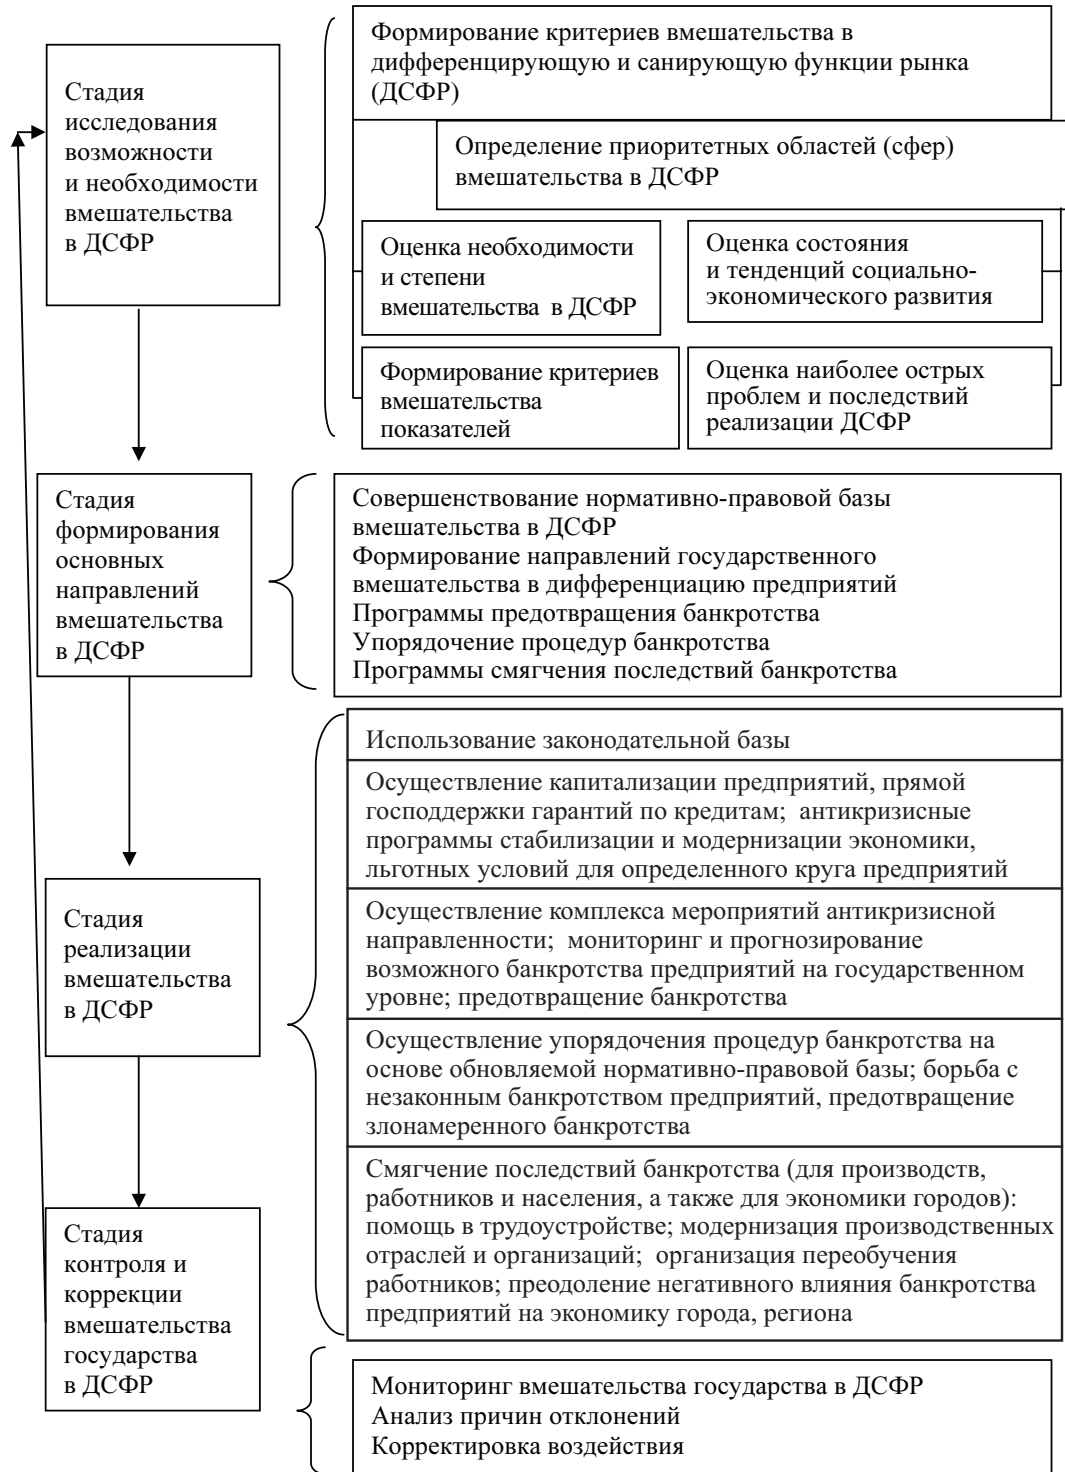 Стадия
исследования
возможности
и необходимости
вмешательства
в ДСФР
Формирование критериев вмешательства в
дифференцирующую и санирующую функции рынка
(ДСФР)
Определение приоритетных областей (сфер)
вмешательства в ДСФР
Оценка необходимости
и степени
вмешательства в ДСФР
Оценка состояния
и тенденций социально-
экономического развития
Формирование критериев
вмешательства
показателей
Оценка наиболее острых
проблем и последствий
реализации ДСФР
Стадия
формирования
основных
направлений
вмешательства
в ДСФР
Совершенствование нормативно-правовой базы
вмешательства в ДСФР
Формирование направлений государственного
вмешательства в дифференциацию предприятий
Программы предотвращения банкротства
Упорядочение процедур банкротства
Программы смягчения последствий банкротства
Стадия
реализации
вмешательства
в ДСФР
Использование законодательной базы
Осуществление капитализации предприятий, прямой
господдержки гарантий по кредитам; антикризисные
программы стабилизации и модернизации экономики,
льготных условий для определенного круга предприятий
Осуществление комплекса мероприятий антикризисной
направленности; мониторинг и прогнозирование
возможного банкротства предприятий на государственном
уровне; предотвращение банкротства
Осуществление упорядочения процедур банкротства на
основе обновляемой нормативно-правовой базы; борьба с
незаконным банкротством предприятий, предотвращение
злонамеренного банкротства
Смягчение последствий банкротства (для производств,
работников и населения, а также для экономики городов):
помощь в трудоустройстве; модернизация производственных
отраслей и организаций; организация переобучения
работников; преодоление негативного влияния банкротства
предприятий на экономику города, региона
Стадия
контроля и
коррекции
вмешательства
государства
в ДСФР
Мониторинг вмешательства государства в ДСФР
Анализ причин отклонений
Корректировка воздействия